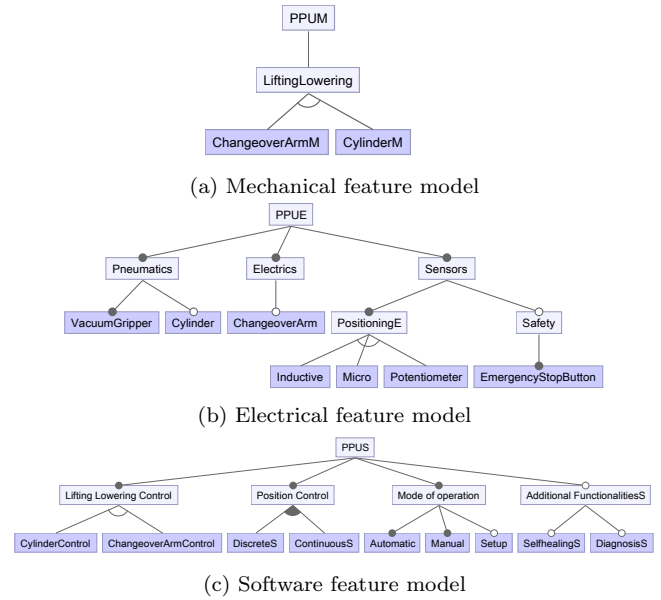 PPUM
LiftingLowering
ChangeoverArmM CylinderM
(a) Mechanical feature model
PPUE
Pneumatics Electrics Sensors
VacuumGripper Cylinder ChangeoverArm PositioningE Safety
Inductive Micro Potentiometer EmergencyStopButton
(b) Electrical feature model
PPUS
Lifting Lowering Control Position Control Mode of operation Additional FunctionalitiesS
CylinderControl ChangeoverArmControl DiscreteS ContinuousS Automatic Manual Setup SelfhealingS DiagnosisS
(c) Software feature model